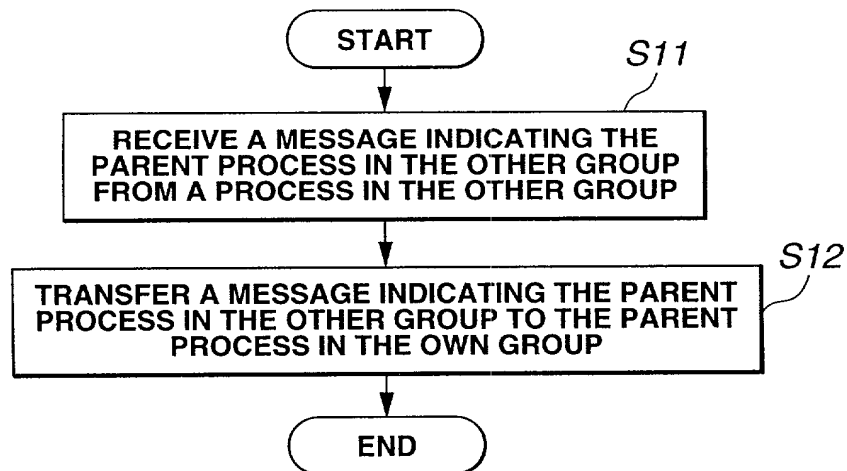 START
S11
RECEIVE A MESSAGE INDICATING THE
PARENT PROCESS IN THE OTHER GROUP
FROM A PROCESS IN THE OTHER GROUP
S12
TRANSFER A MESSAGE INDICATING THE PARENT
PROCESS IN THE OTHER GROUP TO THE PARENT
PROCESS IN THE OWN GROUP
END